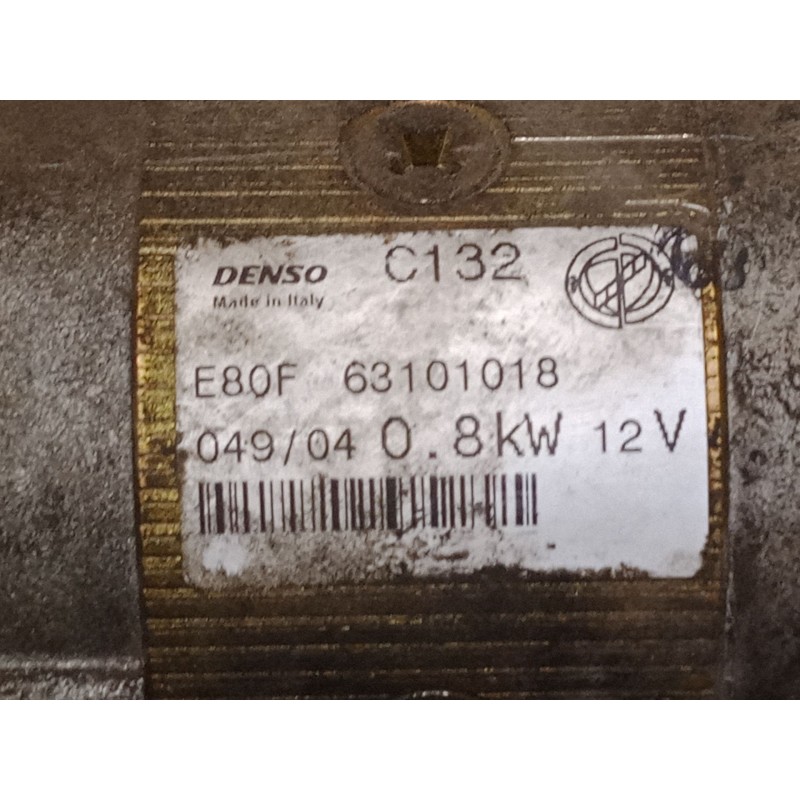 DENSO C132
Made in Italy
E80F 63101018
049/04 0.8kW 12V